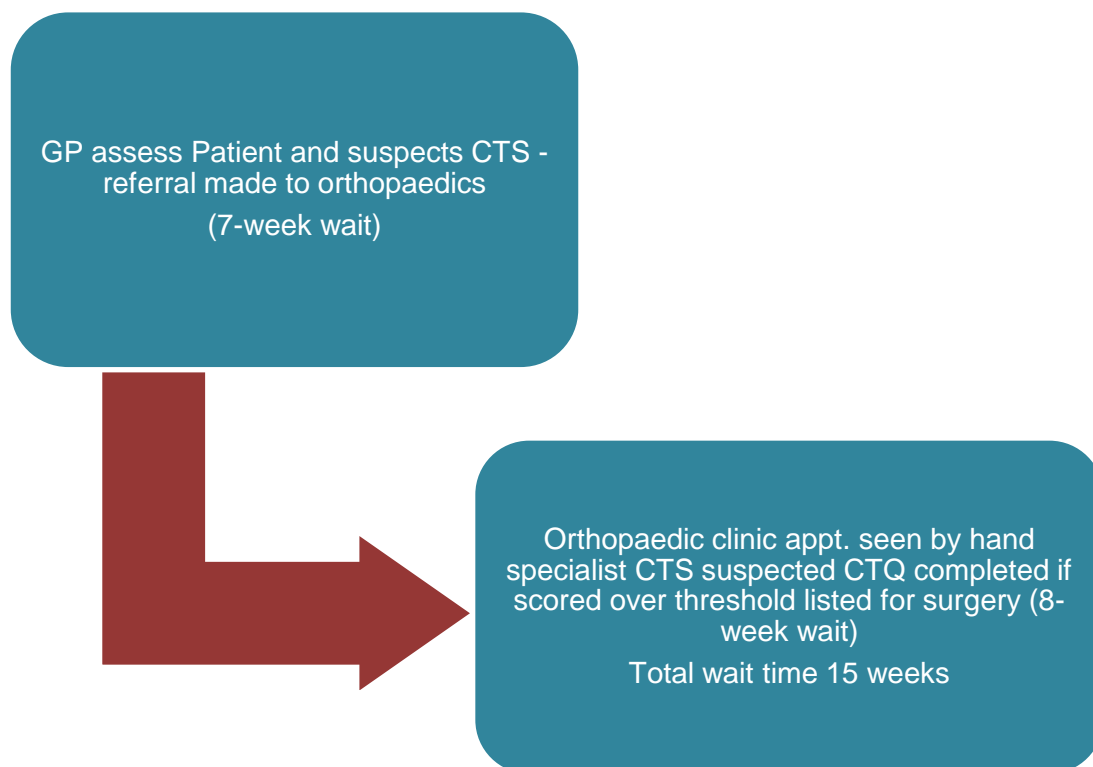 GP assess Patient and suspects CTS -
referral made to orthopaedics
(7-week wait)
Orthopaedic clinic appt. seen by hand
specialist CTS suspected CTQ completed if
scored over threshold listed for surgery (8-
week wait)
Total wait time 15 weeks